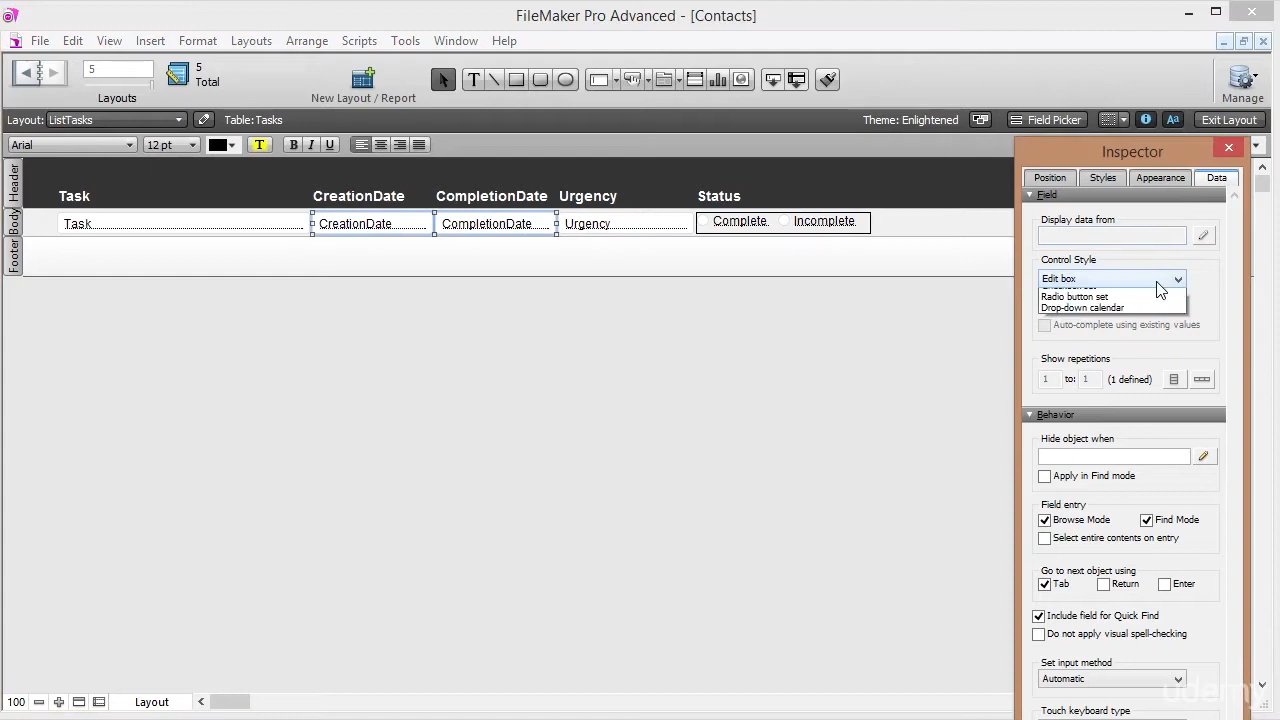 FileMaker Pro Advanced - [Contacts]
File Edit View Insert Format Layouts Arrange Scripts Tools Window Help
5
5
Total
Layouts
New Layout / Report
Manage
Layout: ListTasks
Table: Tasks
Theme: Enlightened
Field Picker
Aa
Exit Layout
Arial
12 pt
T
B I U
Inspector
Position Styles Appearance Data
Header
Task CreationDate CompletionDate Urgency Status
Body
Task CreationDate CompletionDate Urgency Complete Incomplete
Footer
Field
Display data from
Control Style
Edit box
Radio button set
Drop-down calendar
Auto-complete using existing values
Show repetitions
1 to: 1 (1 defined)
Behavior
Hide object when
Apply in Find mode
Field entry
Browse Mode Find Mode
Select entire contents on entry
Go to next object using
Tab Return Enter
Include field for Quick Find
Do not apply visual spell-checking
Set input method
Automatic
Touch keyboard type
100
Layout
udemy